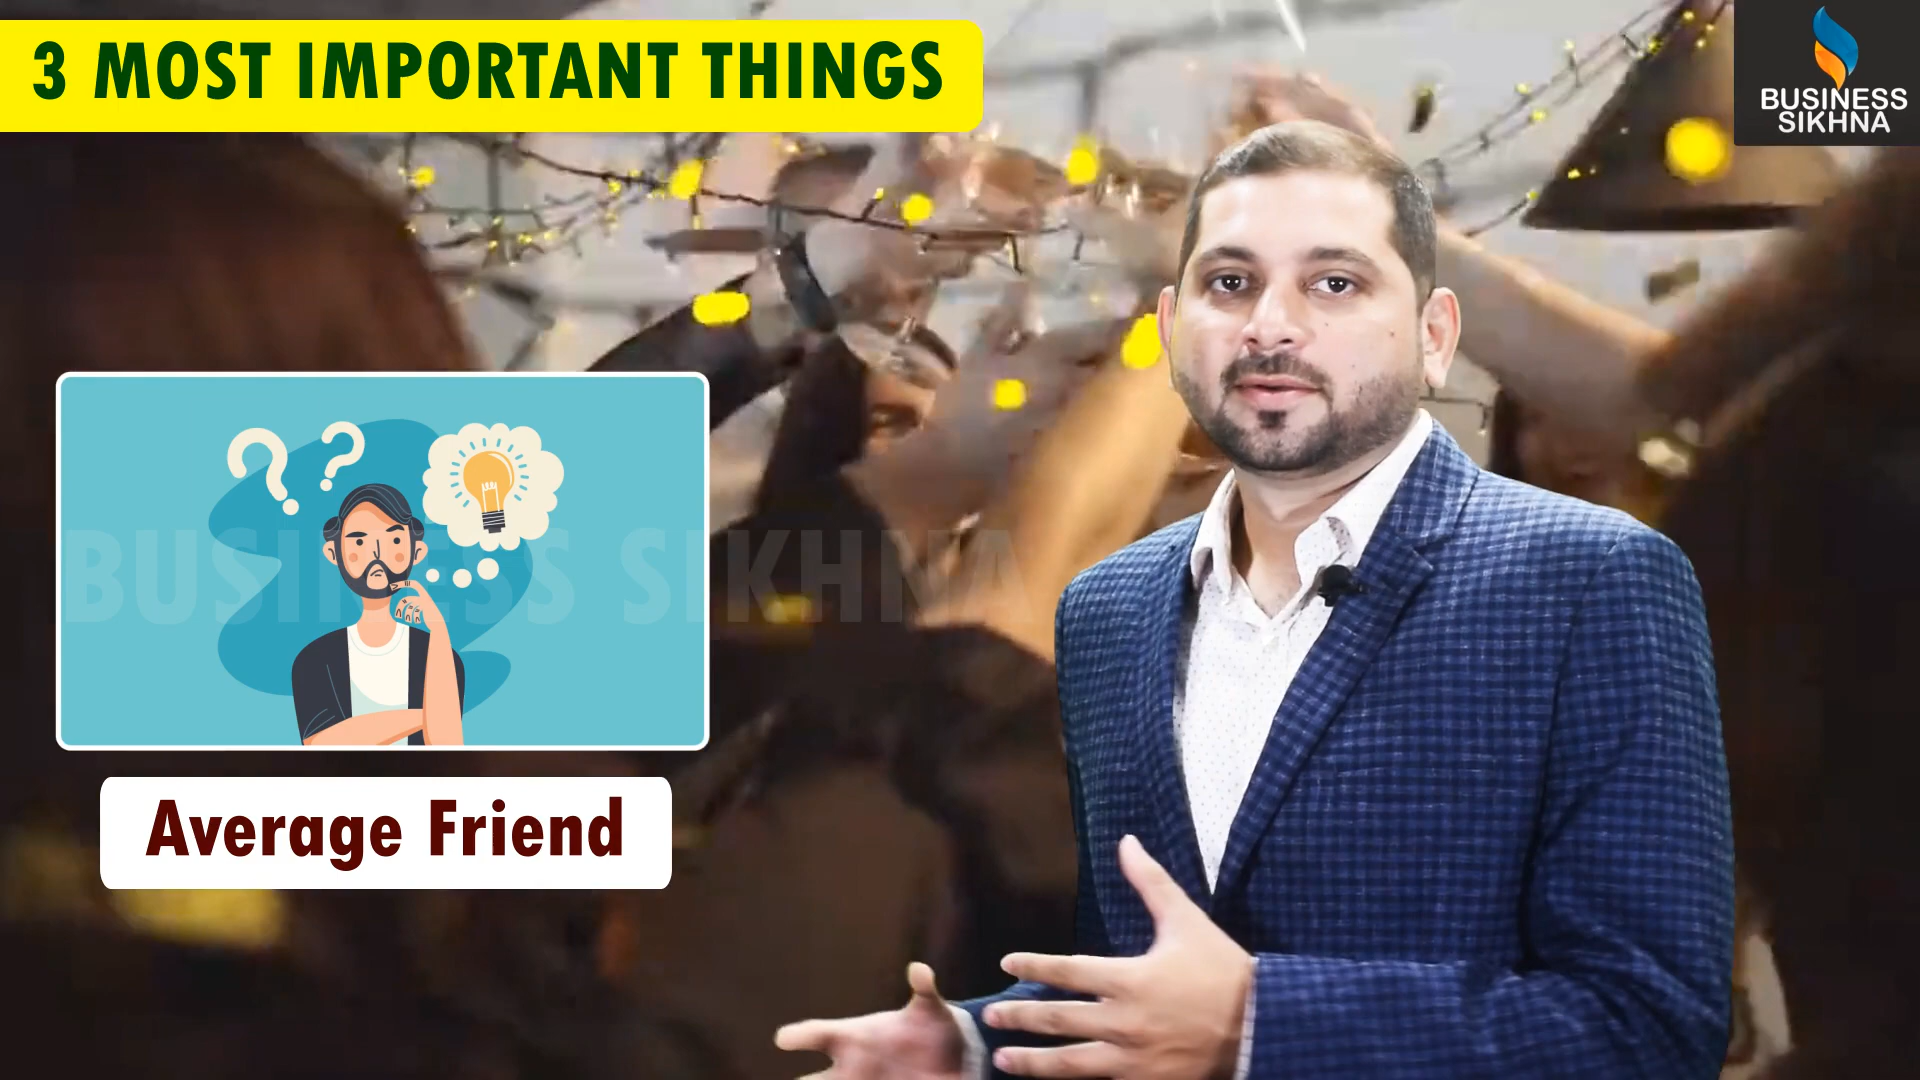 3 MOST IMPORTANT THINGS
BUSINESS
SIKHNA
BUSINESS SIKHNA
Average Friend